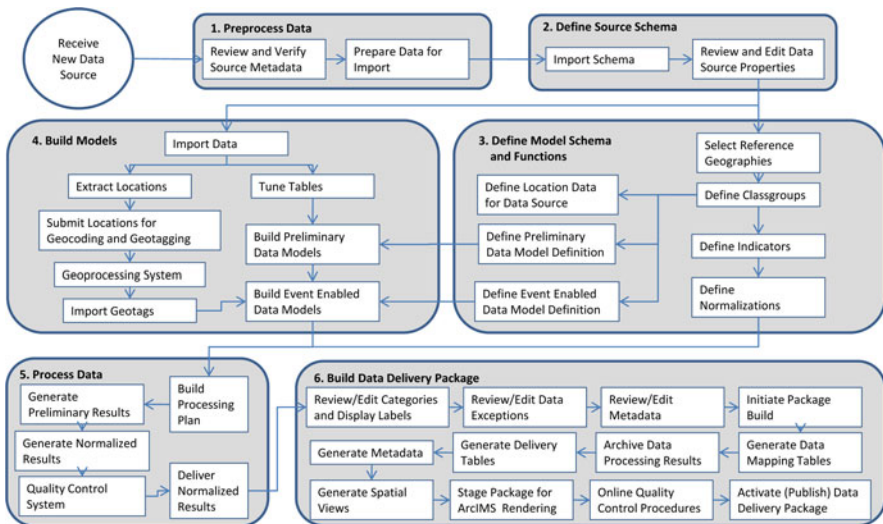 Receive
New Data
Source
1. Preprocess Data
Review and Verify
Source Metadata
Prepare Data for
Import
2. Define Source Schema
Import Schema
Review and Edit Data
Source Properties
4. Build Models
Import Data
Extract Locations
Tune Tables
Submit Locations for
Geocoding and Geotagging
Build Preliminary
Data Models
Geoprocessing System
Import Geotags
Build Event Enabled
Data Models
3. Define Model Schema
and Functions
Select Reference
Geographies
Define Location Data
for Data Source
Define Classgroups
Define Preliminary
Data Model Definition
Define Indicators
Define Event Enabled
Data Model Definition
Define
Normalizations
5. Process Data
Generate
Preliminary Results
Build
Processing
Plan
Generate Normalized
Results
Quality Control
System
Deliver
Normalized
Results
6. Build Data Delivery Package
Review/Edit Categories
and Display Labels
Review/Edit Data
Exceptions
Review/Edit
Metadata
Initiate Package
Build
Generate Metadata
Generate Delivery
Tables
Archive Data
Processing Results
Generate Data
Mapping Tables
Generate Spatial
Views
Stage Package for
ArcIMS Rendering
Online Quality
Control Procedures
Activate (Publish) Data
Delivery Package